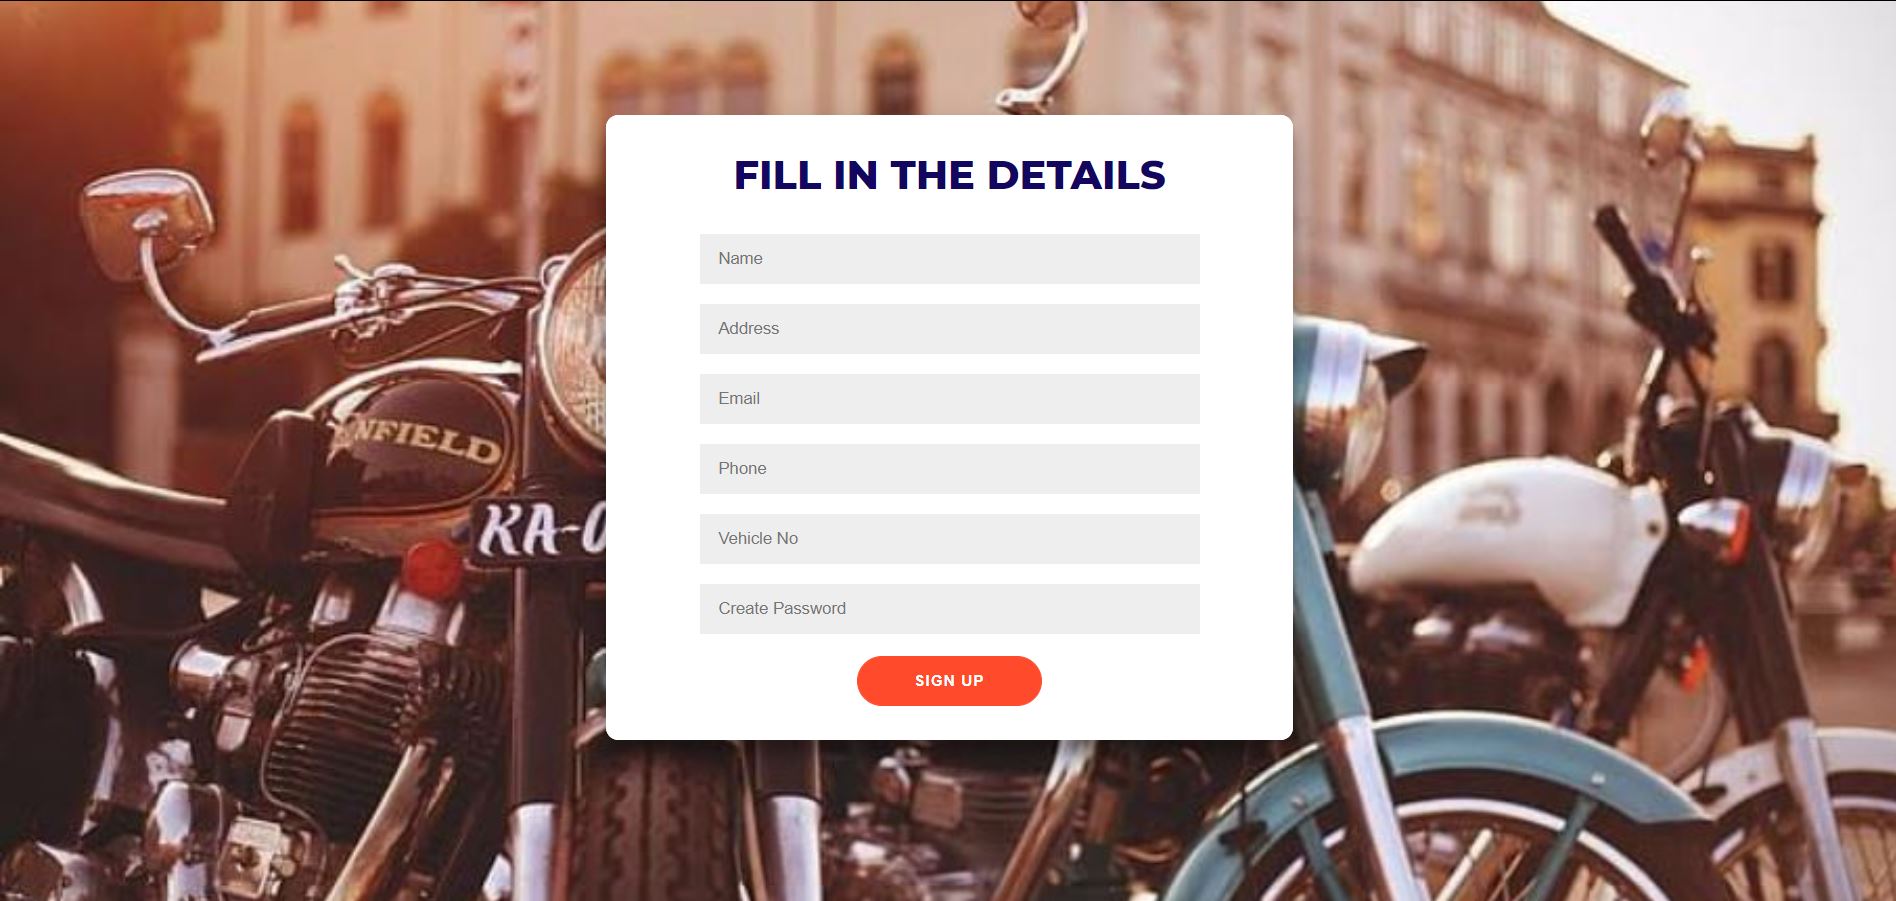 FILL IN THE DETAILS
Name
Address
Email
NFIELD
Phone
KA-0
Vehicle No
Create Password
SIGN UP